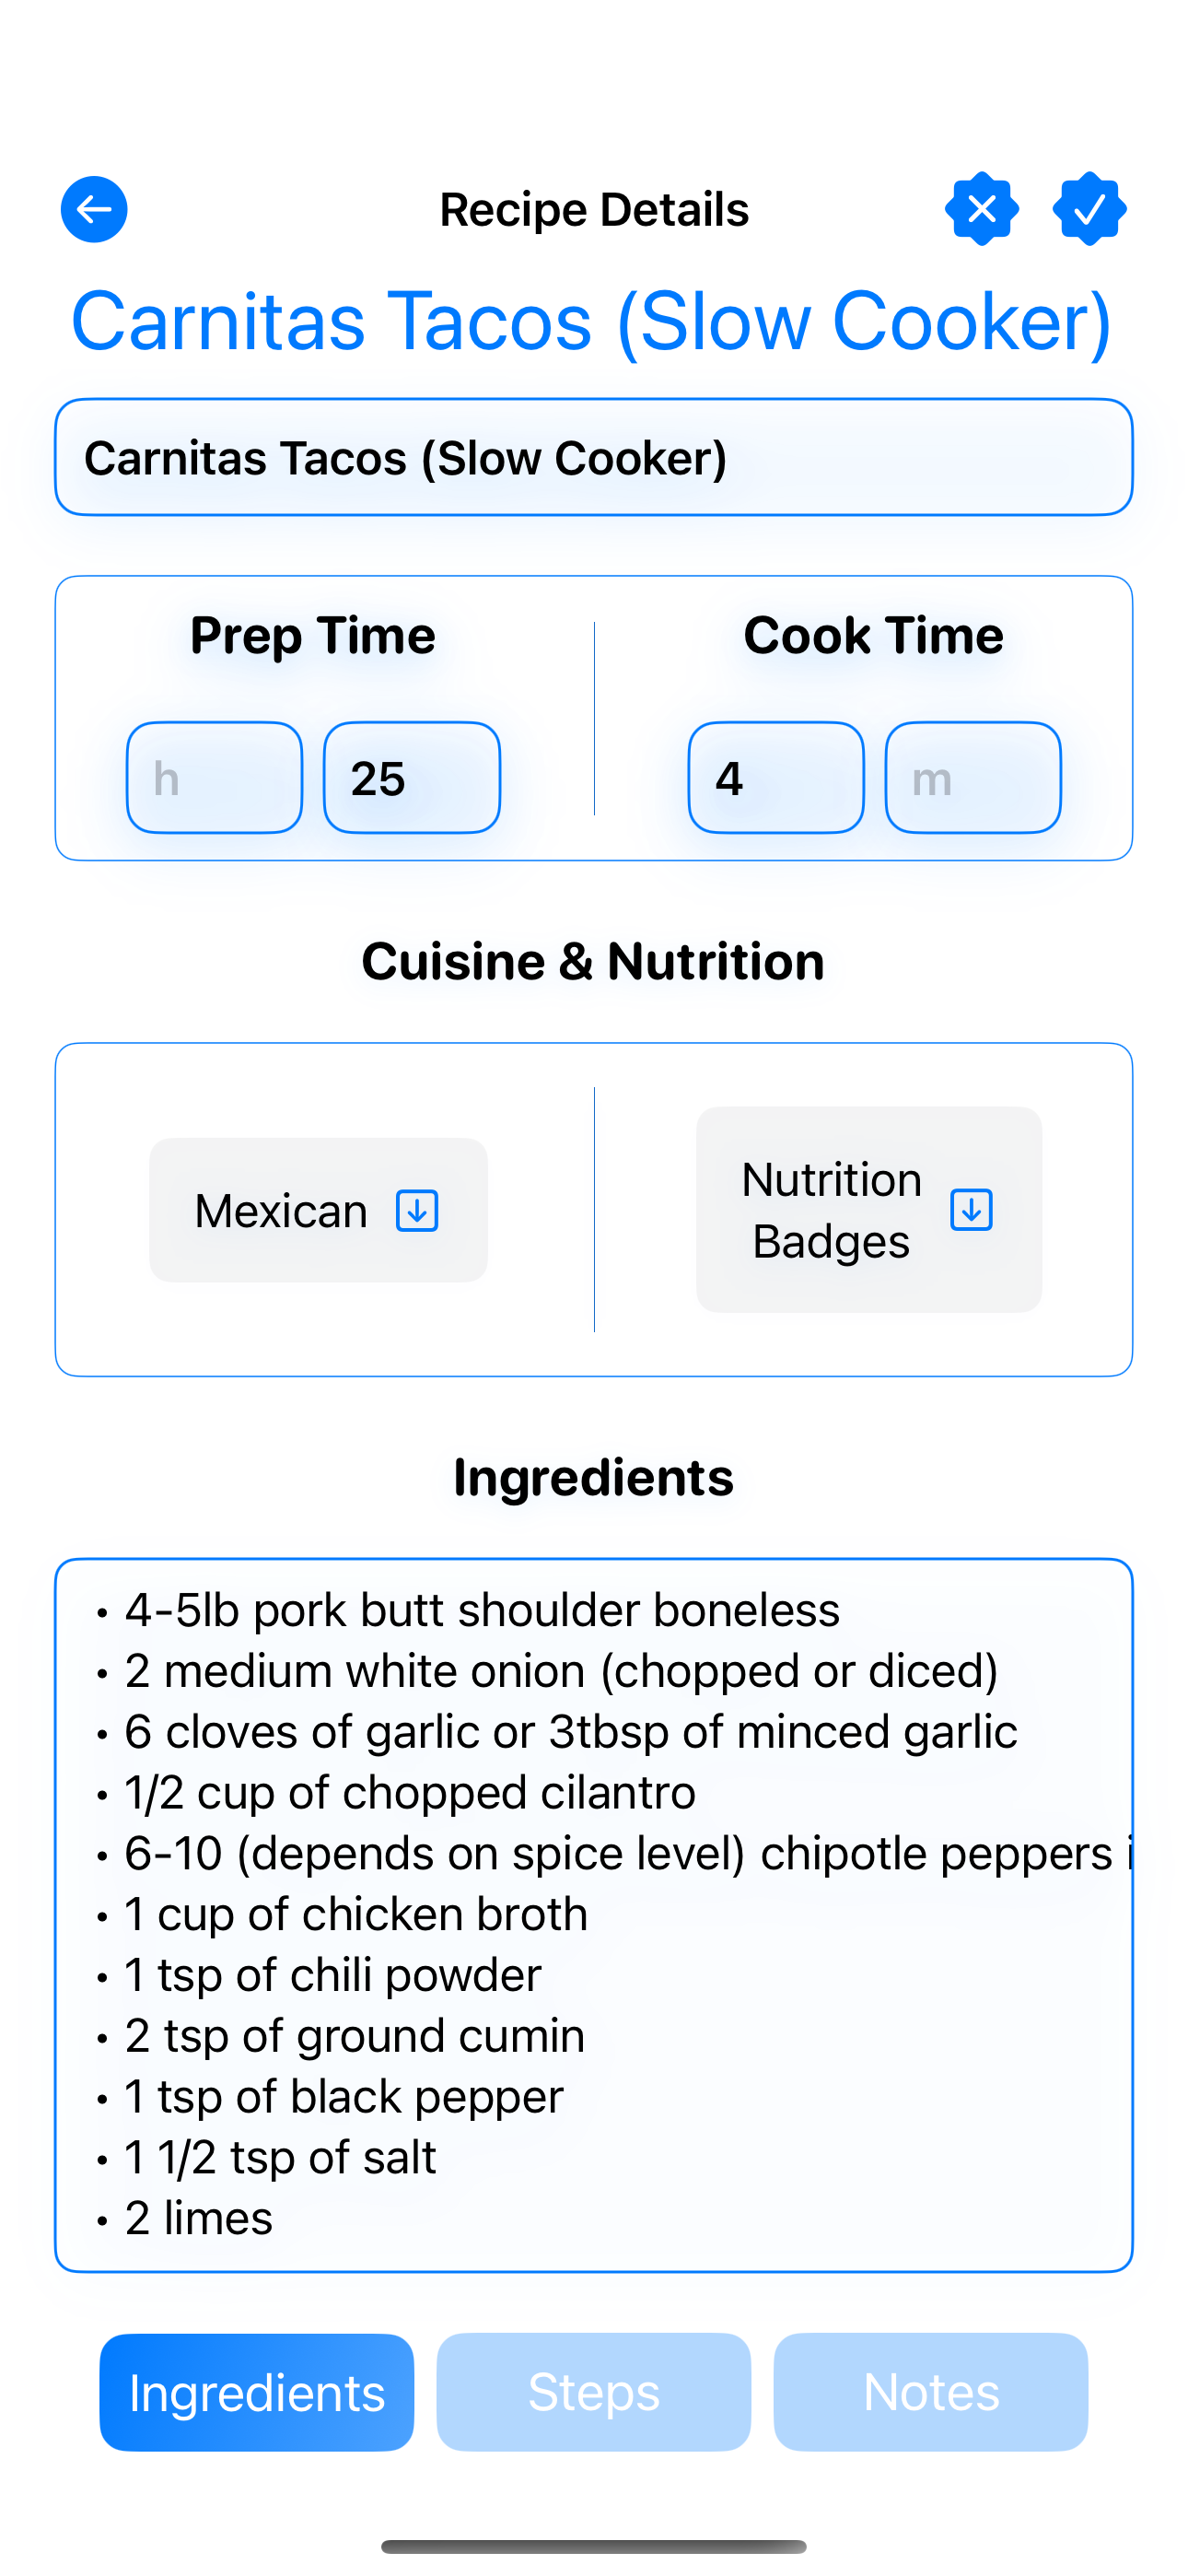 Recipe Details
Carnitas Tacos (Slow Cooker)
Carnitas Tacos (Slow Cooker)
Prep Time
Cook Time
h
25
4
m
Cuisine & Nutrition
Mexican
Nutrition
Badges
Ingredients
• 4-5lb pork butt shoulder boneless
• 2 medium white onion (chopped or diced)
• 6 cloves of garlic or 3tbsp of minced garlic
• 1/2 cup of chopped cilantro
• 6-10 (depends on spice level) chipotle peppers
• 1 cup of chicken broth
• 1 tsp of chili powder
• 2 tsp of ground cumin
• 1 tsp of black pepper
• 1 1/2 tsp of salt
• 2 limes
Ingredients
Steps
Notes